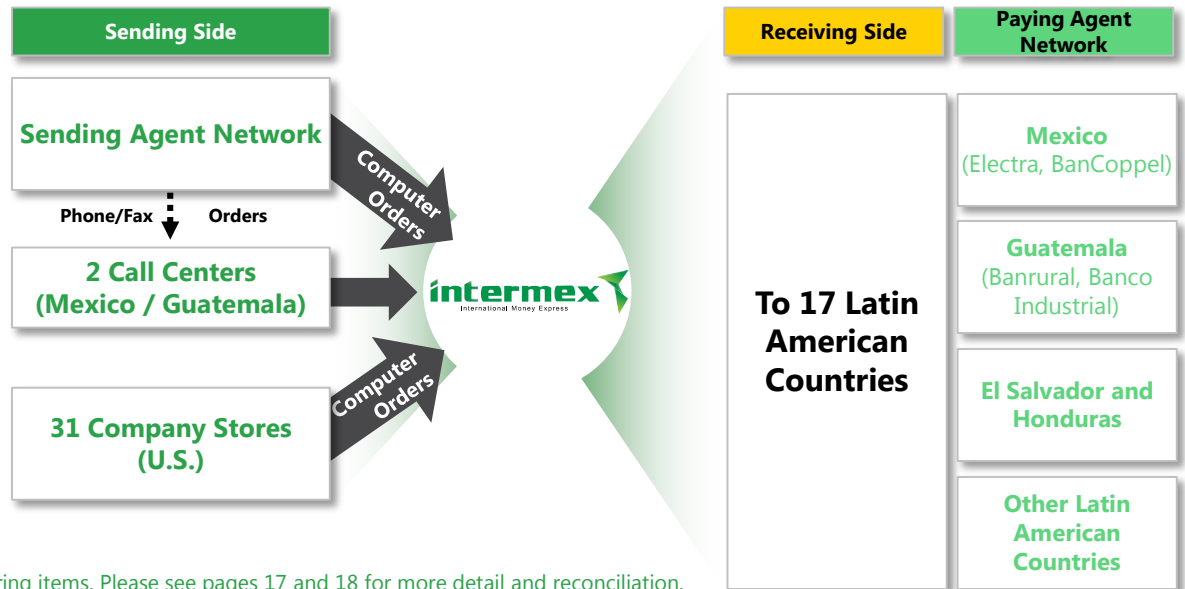 Sending Side
Sending Agent Network
Phone/Fax Orders
2 Call Centers
(Mexico / Guatemala)
31 Company Stores
(U.S.)
Computer
Orders
Computer
Orders
intermex
International Money Express
Receiving Side
To 17 Latin
American
Countries
Paying Agent
Network
Mexico
(Electra, BanCoppel)
Guatemala
(Banrural, Banco
Industrial)
El Salvador and
Honduras
Other Latin
American
Countries
ring items. Please see pages 17 and 18 for more detail and reconciliation.